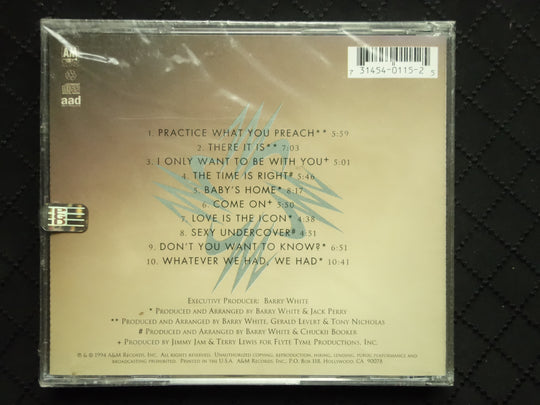 AM
aad
8
7 31454-0115-2 5
1. PRACTICE WHAT YOU PREACH** 5:59
2. THERE IT IS** 7:03
3. I ONLY WANT TO BE WITH YOU+ 5:01
4. THE TIME IS RIGHT# 5:46
5. BABY'S HOME* 8:17
6. COME ON+ 5:50
7. LOVE IS THE ICON* 4:38
8. SEXY UNDERCOVER# 4:51
9. DON'T YOU WANT TO KNOW?* 6:51
10. WHATEVER WE HAD, WE HAD* 10:41
EXECUTIVE PRODUCER: BARRY WHITE
* PRODUCED AND ARRANGED BY BARRY WHITE & JACK PERRY
** PRODUCED AND ARRANGED BY BARRY WHITE, GERALD LEVERT & TONY NICHOLAS
# PRODUCED AND ARRANGED BY BARRY WHITE & CHUCKII BOOKER
+ PRODUCED BY JIMMY JAM & TERRY LEWIS FOR FLYTE TYME PRODUCTIONS, INC.
℗ & © 1994 A&M RECORDS, INC. ALL RIGHTS RESERVED. UNAUTHORIZED COPYING, REPRODUCTION, HIRING, LENDING, PUBLIC PERFORMANCE AND
BROADCASTING PROHIBITED. PRINTED IN THE U.S.A. A&M RECORDS, INC., P.O. BOX 118, HOLLYWOOD, CA 90078